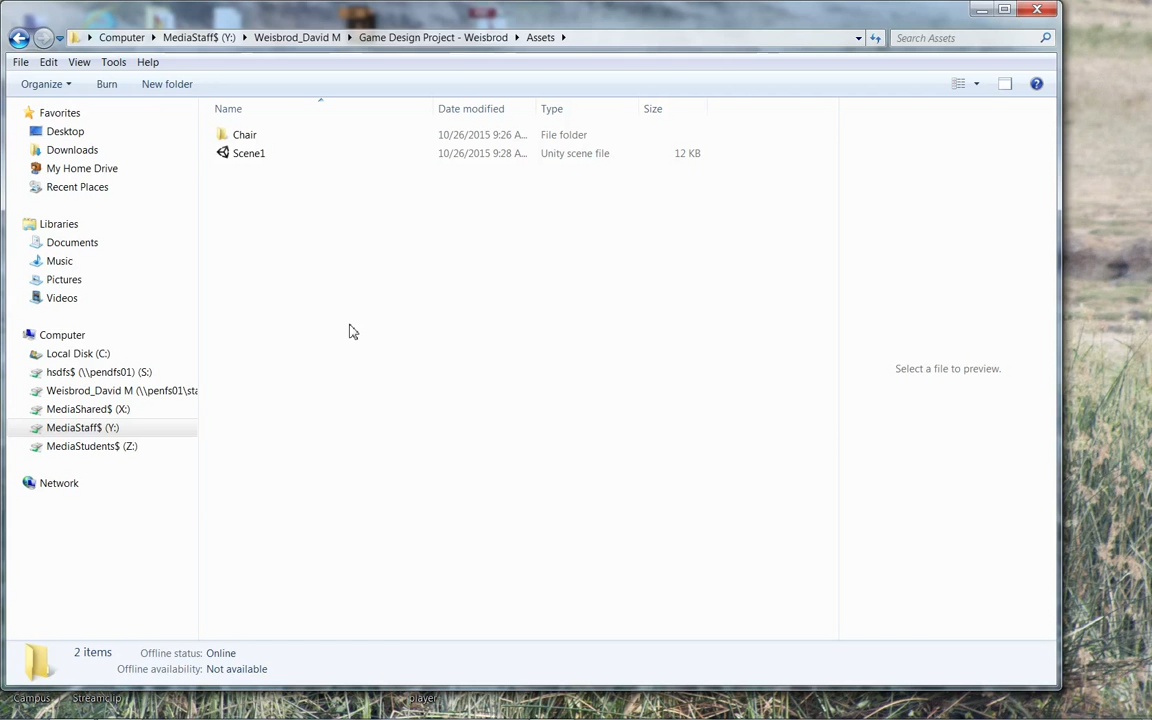 Computer MediaStaff$ (Y:) Weisbrod_David M Game Design Project - Weisbrod Assets Search Assets
File Edit View Tools Help
Organize Burn New folder
Name Date modified Type Size
Chair 10/26/2015 9:26 A... File folder
Scene1 10/26/2015 9:28 A... Unity scene file 12 KB
Favorites
Desktop
Downloads
My Home Drive
Recent Places
Libraries
Documents
Music
Pictures
Videos
Computer
Local Disk (C:)
hsdfs$ (\\pendfs01) (S:)
Weisbrod_David M (\\penfs01\sta
MediaShared$ (X:)
MediaStaff$ (Y:)
MediaStudents$ (Z:)
Network
Select a file to preview.
2 items Offline status: Online
Offline availability: Not available
Campus Streamclip player